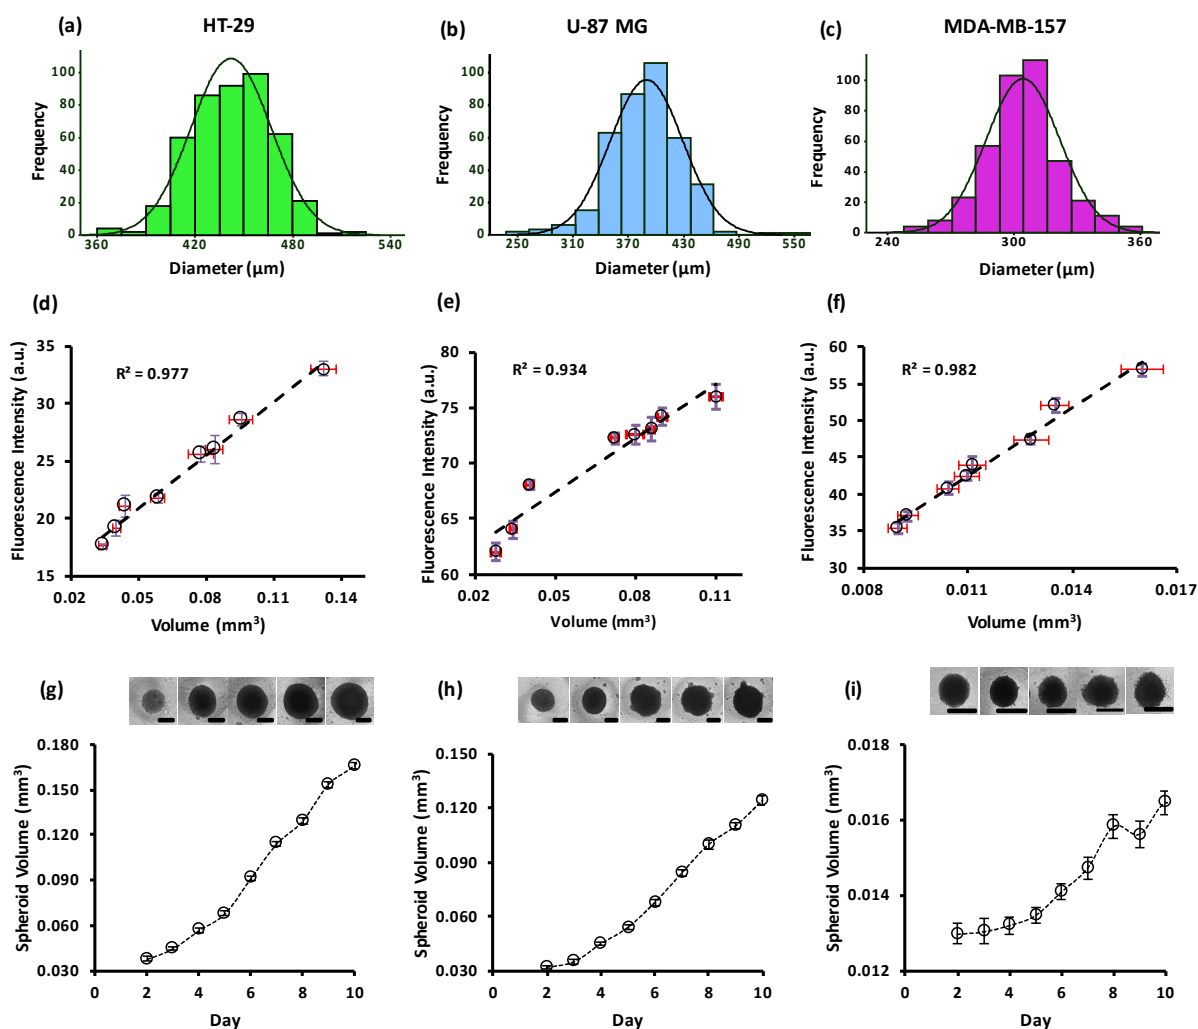 (a) HT-29
(b) U-87 MG
(c) MDA-MB-157
Frequency
100
80
60
40
20
0
360 420 480 540
Diameter (µm)
Frequency
100
80
60
40
20
0
250 310 370 430 490 550
Diameter (µm)
Frequency
100
80
60
40
20
0
240 300 360
Diameter (µm)
(d)
Fluorescence Intensity (a.u.)
35
25
15
R² = 0.977
0.02 0.08 0.14
Volume (mm³)
(e)
Fluorescence Intensity (a.u.)
80
75
70
65
60
R² = 0.934
0.02 0.05 0.08 0.11
Volume (mm³)
(f)
Fluorescence Intensity (a.u.)
60
55
50
45
40
35
30
R² = 0.982
0.008 0.011 0.014 0.017
Volume (mm³)
(g)
Spheroid Volume (mm³)
0.180
0.150
0.120
0.090
0.060
0.030
0 2 4 6 8 10
Day
(h)
Spheroid Volume (mm³)
0.150
0.120
0.090
0.060
0.030
0 2 4 6 8 10
Day
(i)
Spheroid Volume (mm³)
0.018
0.016
0.014
0.012
0 2 4 6 8 10
Day